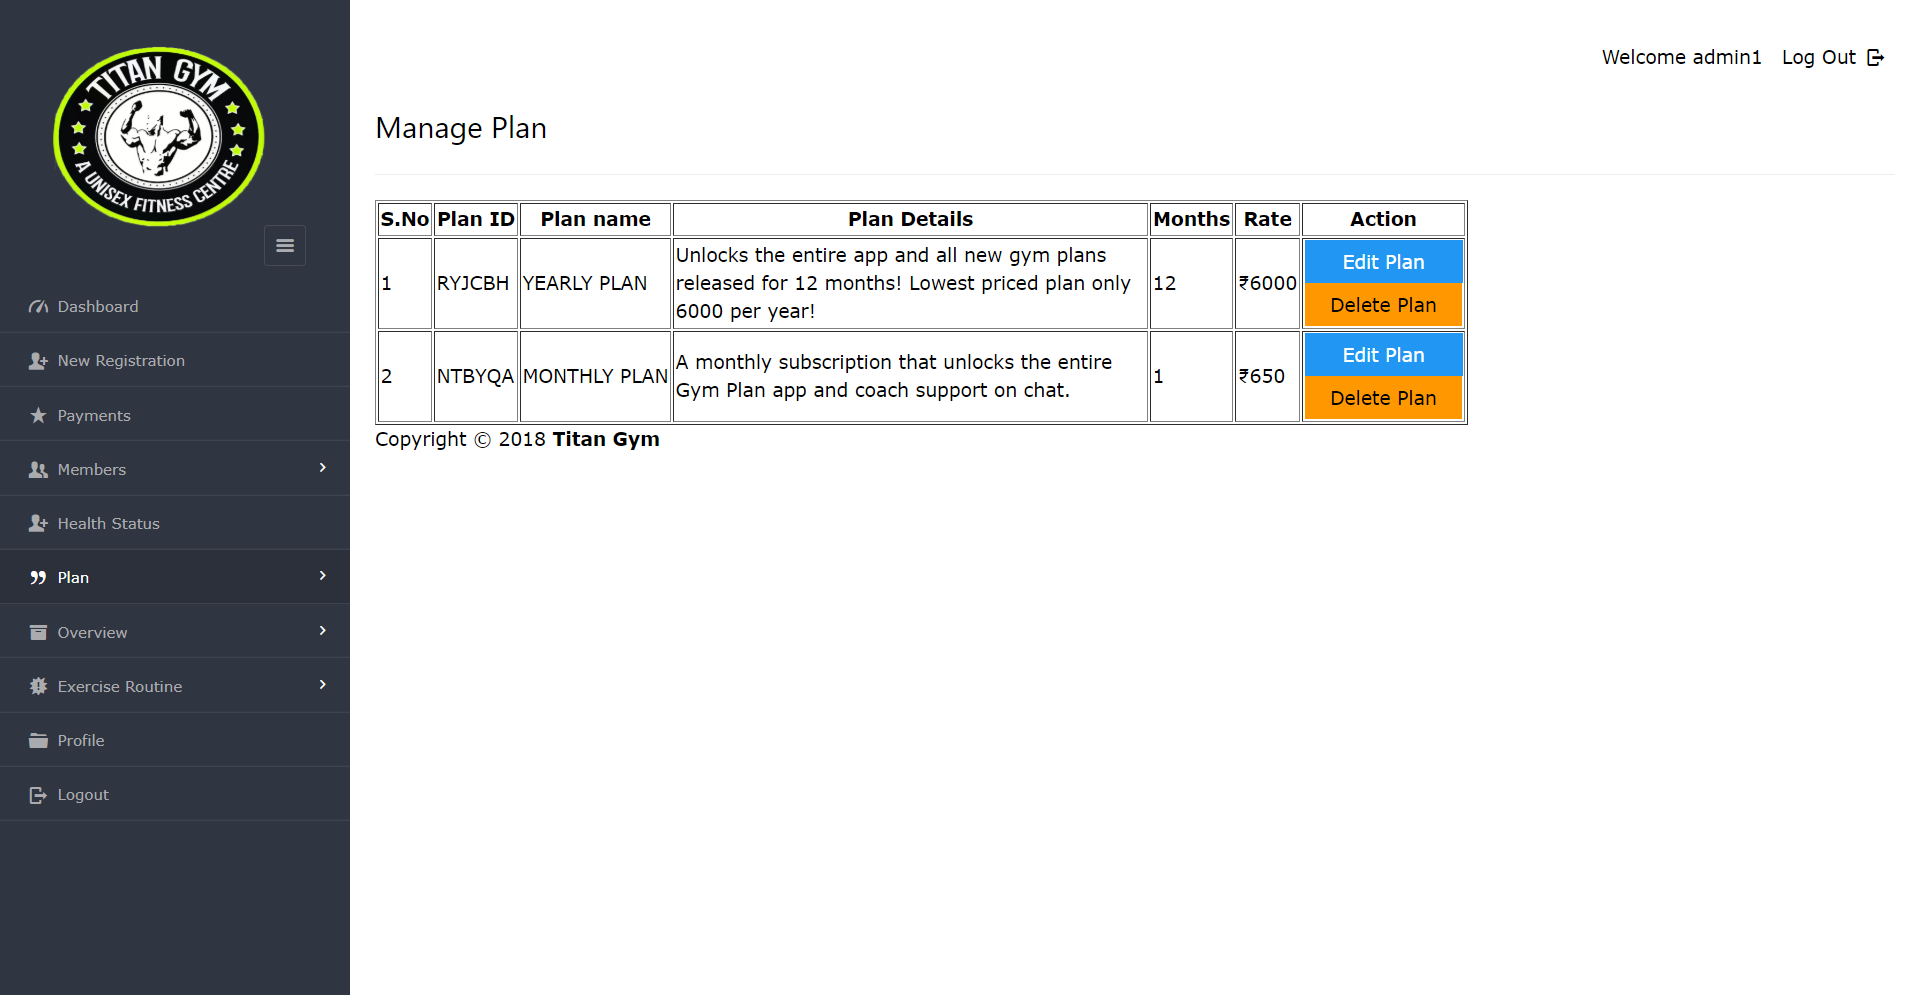 TITAN GYM
A UNISEX FITNESS CENTRE
Dashboard
New Registration
Payments
Members
Health Status
Plan
Overview
Exercise Routine
Profile
Logout
Welcome admin1 Log Out
Manage Plan
S.No Plan ID Plan name Plan Details Months Rate Action
1 RYJCBH YEARLY PLAN Unlocks the entire app and all new gym plans
released for 12 months! Lowest priced plan only
6000 per year!
12 ₹6000 Edit Plan
Delete Plan
2 NTBYQA MONTHLY PLAN A monthly subscription that unlocks the entire
Gym Plan app and coach support on chat.
1 ₹650 Edit Plan
Delete Plan
Copyright © 2018 Titan Gym